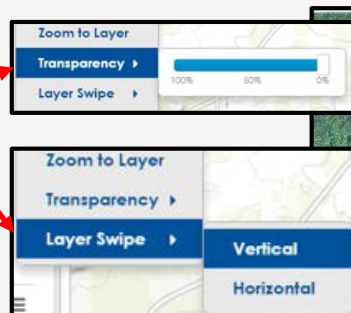 Zoom to Layer
Transparency
100% 50% 0%
Layer Swipe
Zoom to Layer
Transparency
Layer Swipe
Vertical
Horizontal